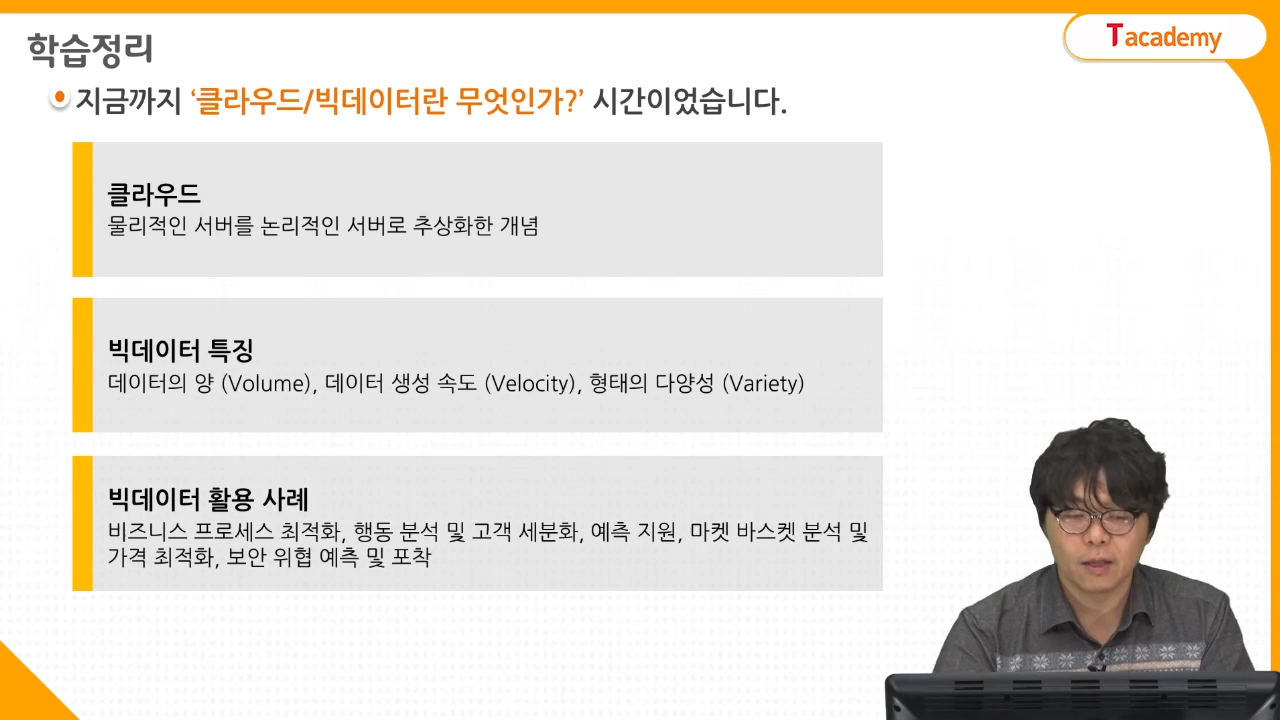 학습정리
Tacademy
지금까지 ‘클라우드/빅데이터란 무엇인가?’ 시간이었습니다.
클라우드
물리적인 서버를 논리적인 서버로 추상화한 개념
빅데이터 특징
데이터의 양 (Volume), 데이터 생성 속도 (Velocity), 형태의 다양성 (Variety)
빅데이터 활용 사례
비즈니스 프로세스 최적화, 행동 분석 및 고객 세분화, 예측 지원, 마켓 바스켓 분석 및
가격 최적화, 보안 위협 예측 및 포착